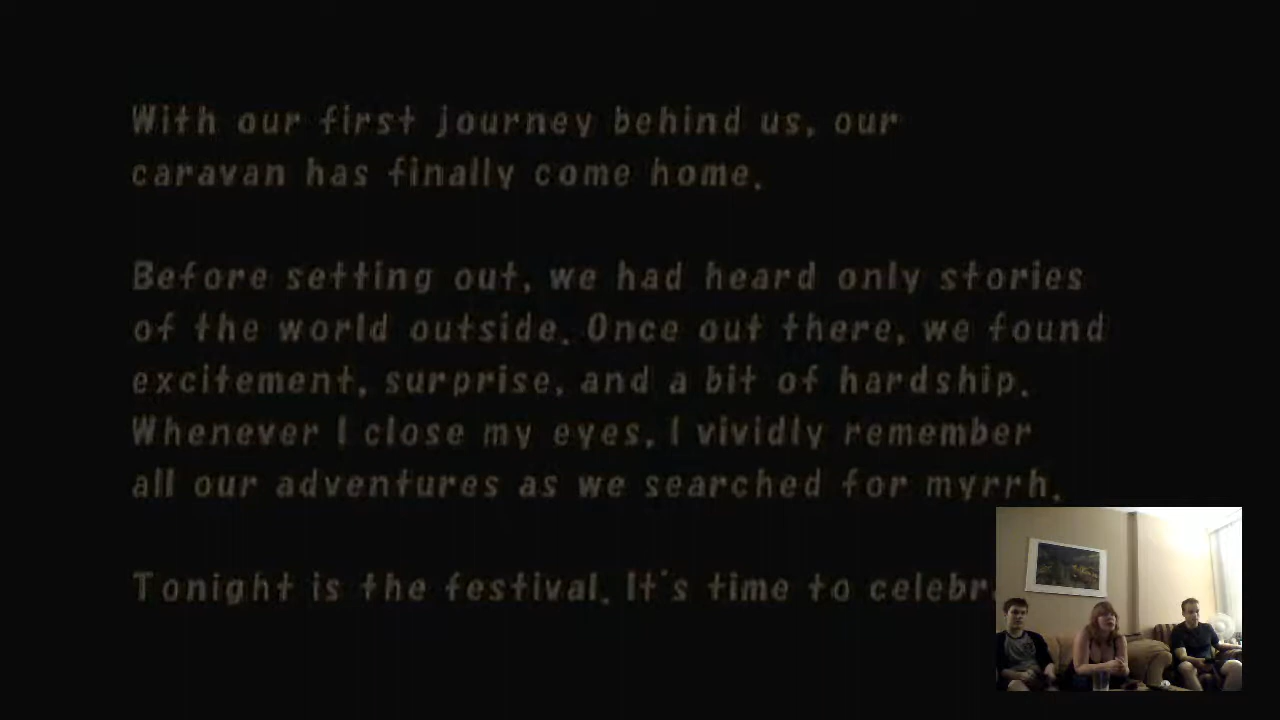 With our first journey behind us, our
caravan has finally come home.
Before setting out, we had heard only stories
of the world outside. Once out there, we found
excitement, surprise, and a bit of hardship.
Whenever I close my eyes, I vividly remember
all our adventures as we searched for myrrh.
Tonight is the festival. It's time to celebr